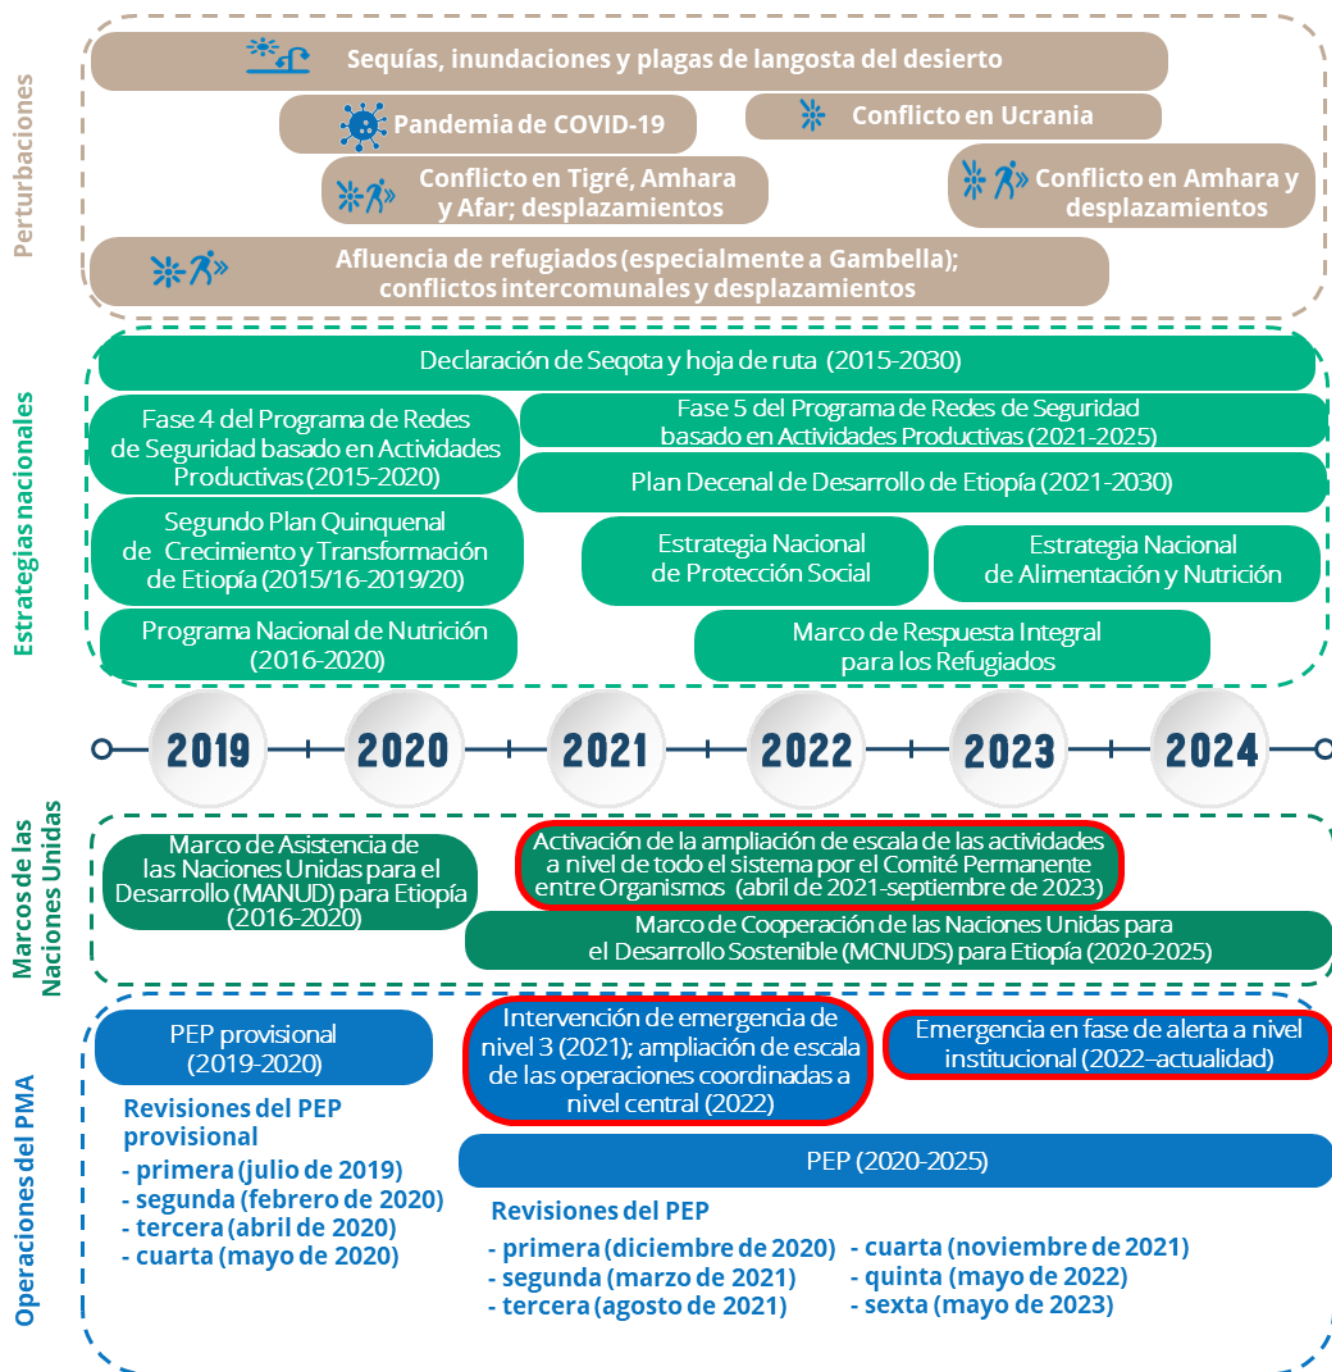 Perturbaciones
Sequías, inundaciones y plagas de langosta del desierto
Pandemia de COVID-19
Conflicto en Ucrania
Conflicto en Tigré, Amhara
y Afar; desplazamientos
Conflicto en Amhara y
desplazamientos
Afluencia de refugiados (especialmente a Gambella);
conflictos intercomunales y desplazamientos
Estrategias nacionales
Declaración de Seqota y hoja de ruta (2015-2030)
Fase 4 del Programa de Redes
de Seguridad basado en Actividades
Productivas (2015-2020)
Fase 5 del Programa de Redes de Seguridad
basado en Actividades Productivas (2021-2025)
Plan Decenal de Desarrollo de Etiopía (2021-2030)
Segundo Plan Quinquenal
de Crecimiento y Transformación
de Etiopía (2015/16-2019/20)
Estrategia Nacional
de Protección Social
Estrategia Nacional
de Alimentación y Nutrición
Programa Nacional de Nutrición
(2016-2020)
Marco de Respuesta Integral
para los Refugiados
2019 2020 2021 2022 2023 2024
Marcos de las
Naciones Unidas
Marco de Asistencia de
las Naciones Unidas para el
Desarrollo (MANUD) para Etiopía
(2016-2020)
Activación de la ampliación de escala de las actividades
a nivel de todo el sistema por el Comité Permanente
entre Organismos (abril de 2021-septiembre de 2023)
Marco de Cooperación de las Naciones Unidas para
el Desarrollo Sostenible (MCNUDS) para Etiopía (2020-2025)
Operaciones del PMA
PEP provisional
(2019-2020)
Intervención de emergencia de
nivel 3 (2021); ampliación de escala
de las operaciones coordinadas a
nivel central (2022)
Emergencia en fase de alerta a nivel
institucional (2022–actualidad)
Revisiones del PEP
provisional
- primera (julio de 2019)
- segunda (febrero de 2020)
- tercera (abril de 2020)
- cuarta (mayo de 2020)
PEP (2020-2025)
Revisiones del PEP
- primera (diciembre de 2020)
- segunda (marzo de 2021)
- tercera (agosto de 2021)
- cuarta (noviembre de 2021)
- quinta (mayo de 2022)
- sexta (mayo de 2023)